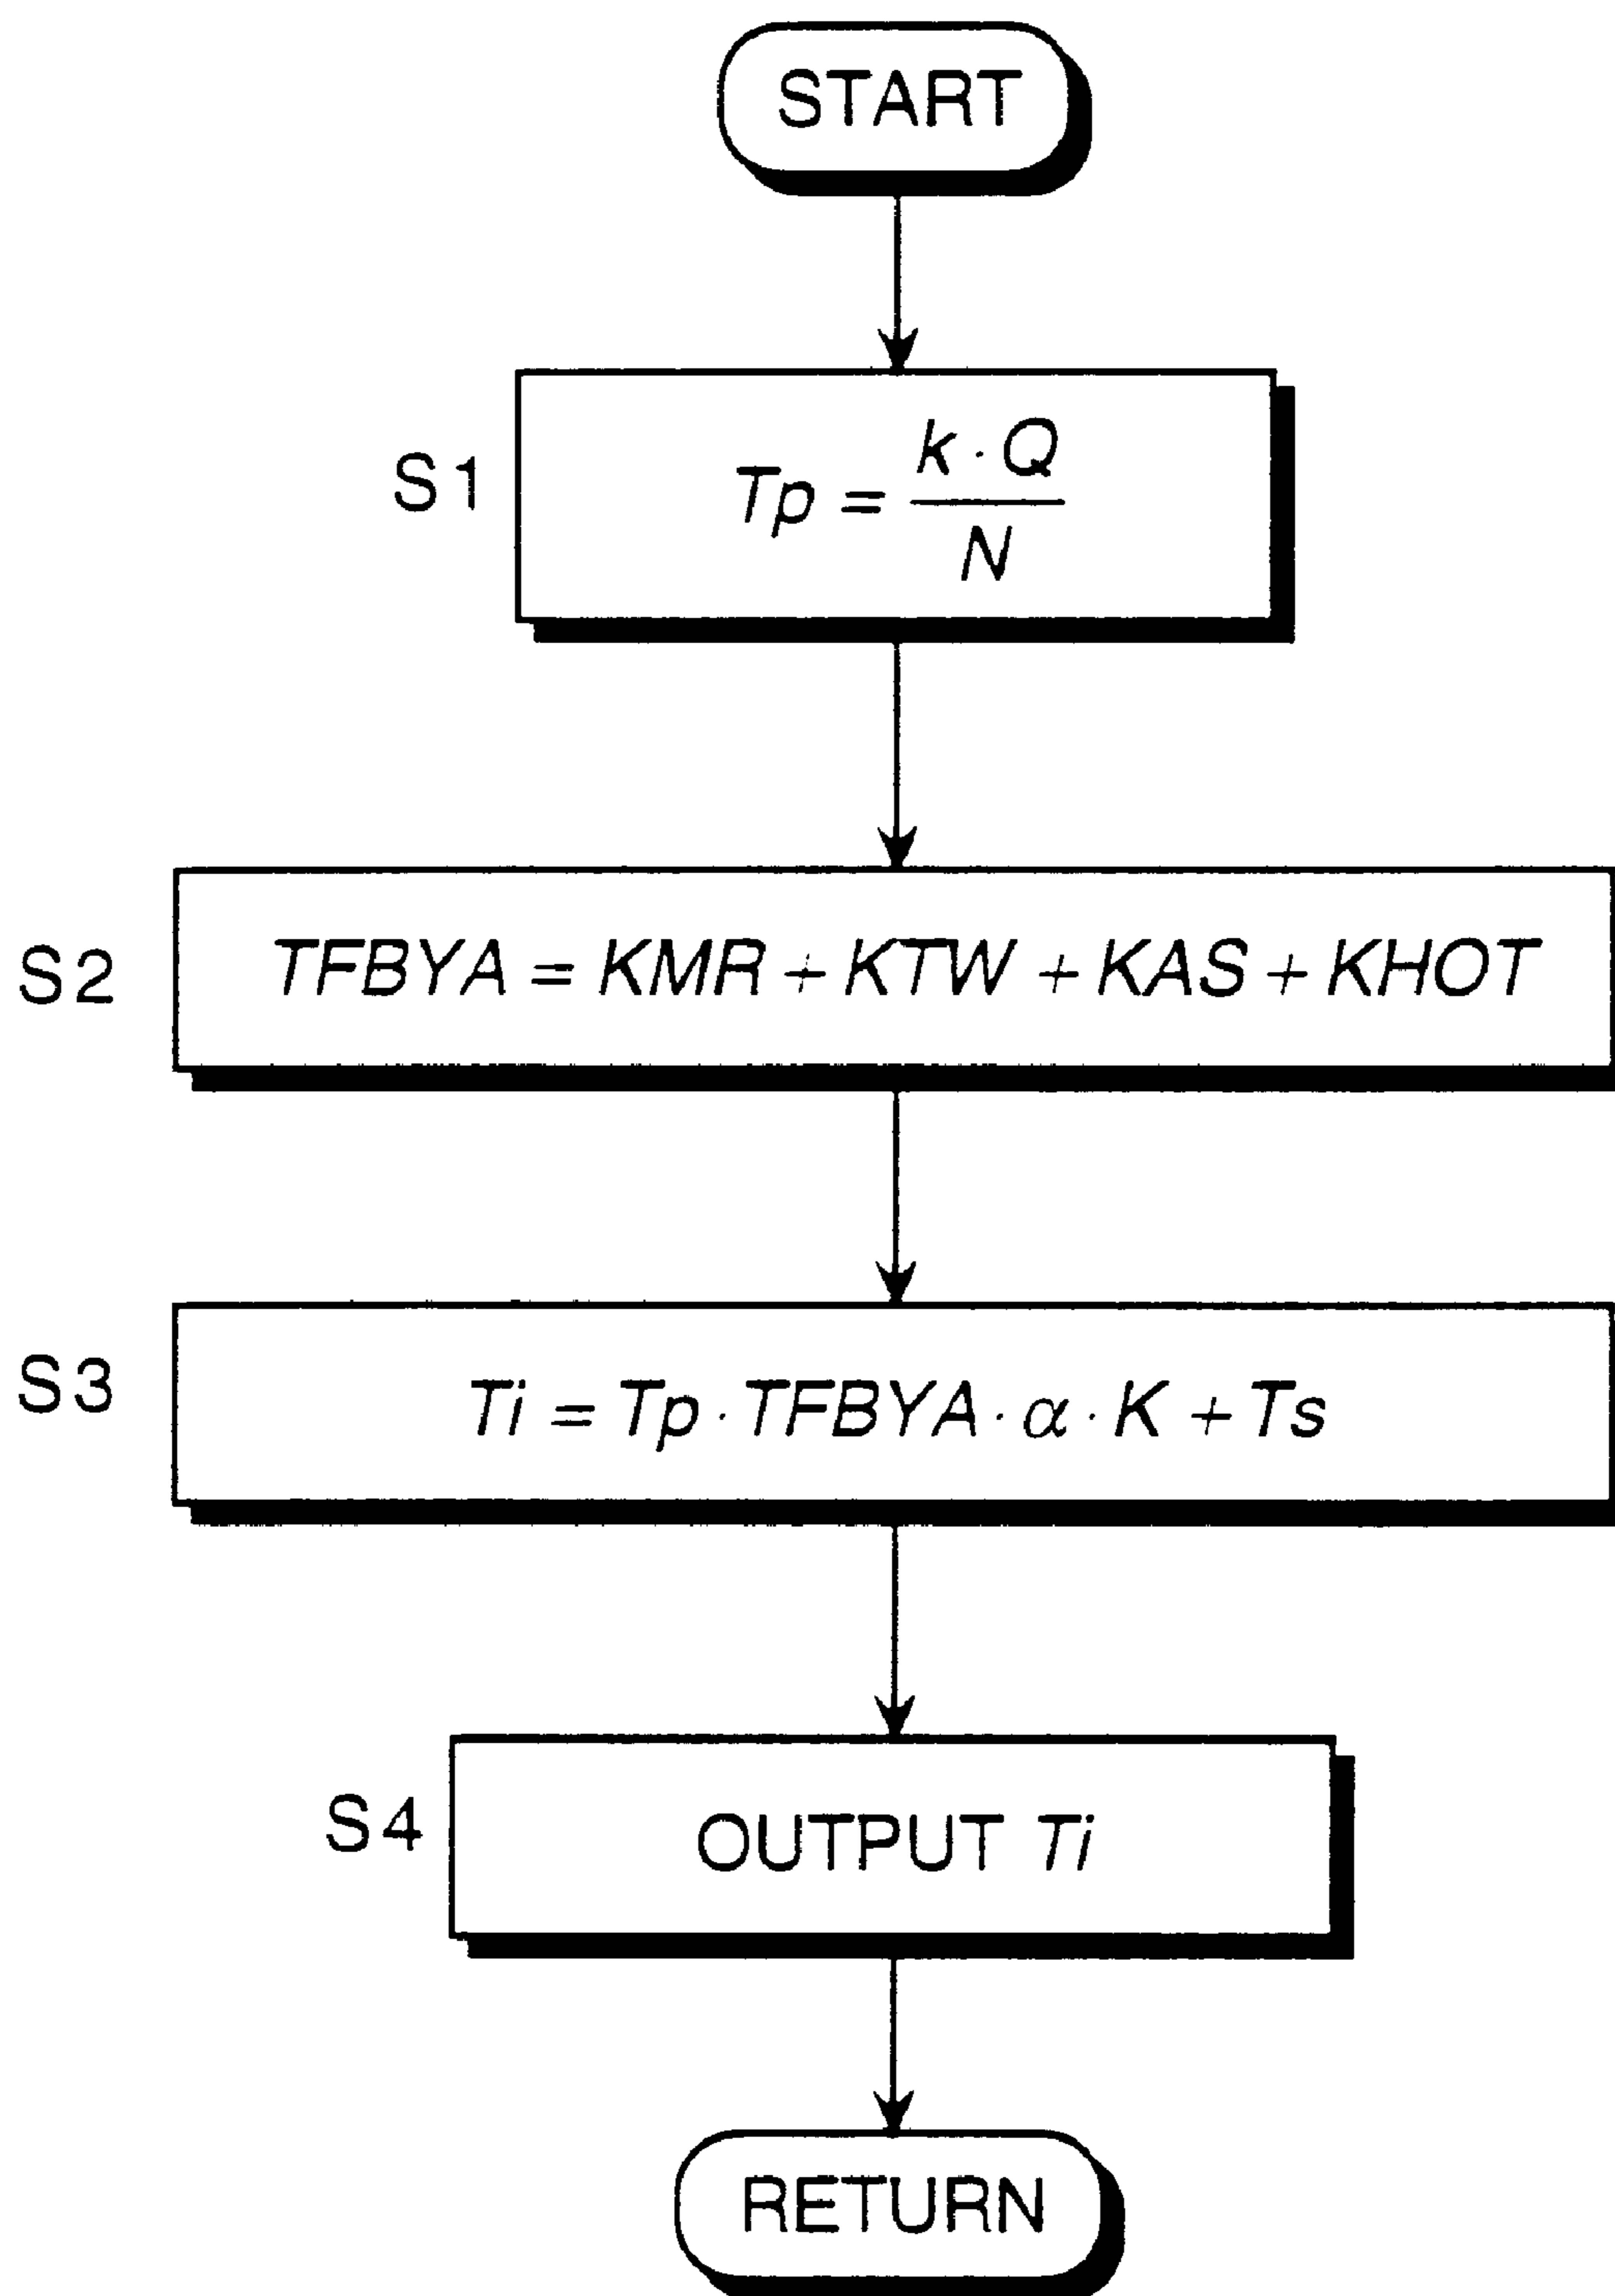 START
S1
Tp = k · Q / N
S2
TFBYA = KMR + KTW + KAS + KHOT
S3
Ti = Tp · TFBYA · α · K + Ts
S4
OUTPUT Ti
RETURN